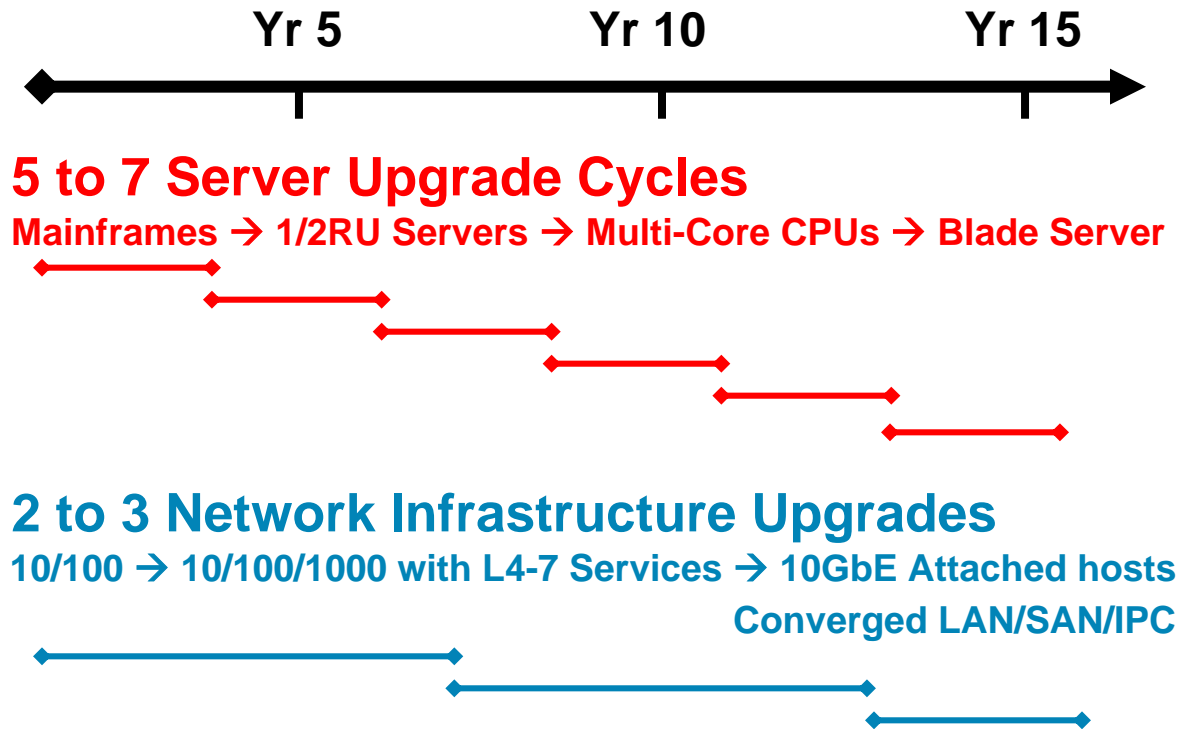 Yr 5 Yr 10 Yr 15
5 to 7 Server Upgrade Cycles
Mainframes → 1/2RU Servers → Multi-Core CPUs → Blade Server
2 to 3 Network Infrastructure Upgrades
10/100 → 10/100/1000 with L4-7 Services → 10GbE Attached hosts
Converged LAN/SAN/IPC